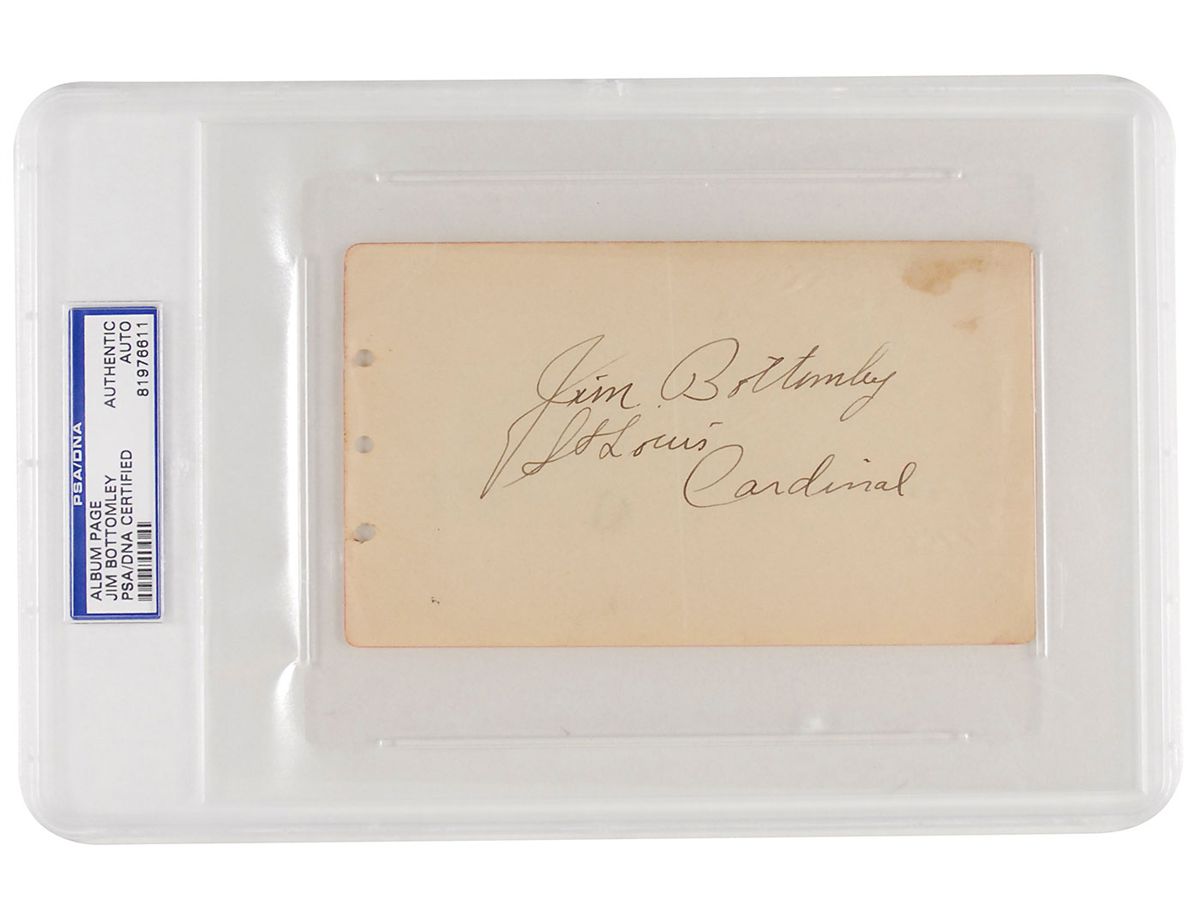 PSA/DNA
ALBUM PAGE
JIM BOTTOMLEY
PSA/DNA CERTIFIED
AUTHENTIC
AUTO
81976611
Jim Bottomley
St Louis
Cardinal